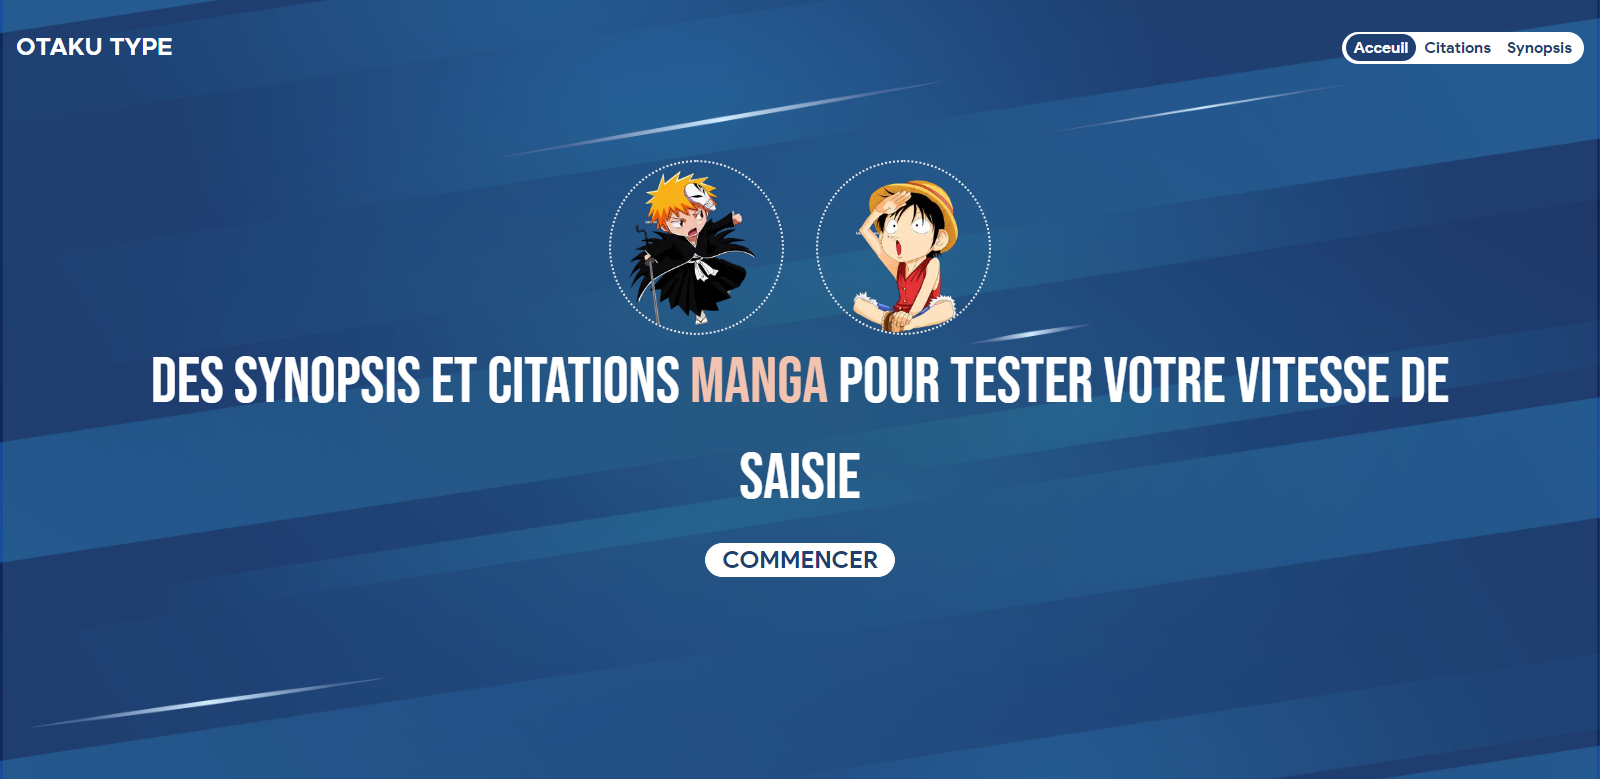 OTAKU TYPE
Acceuil Citations Synopsis
DES SYNOPSIS ET CITATIONS MANGA POUR TESTER VOTRE VITESSE DE
SAISIE
COMMENCER